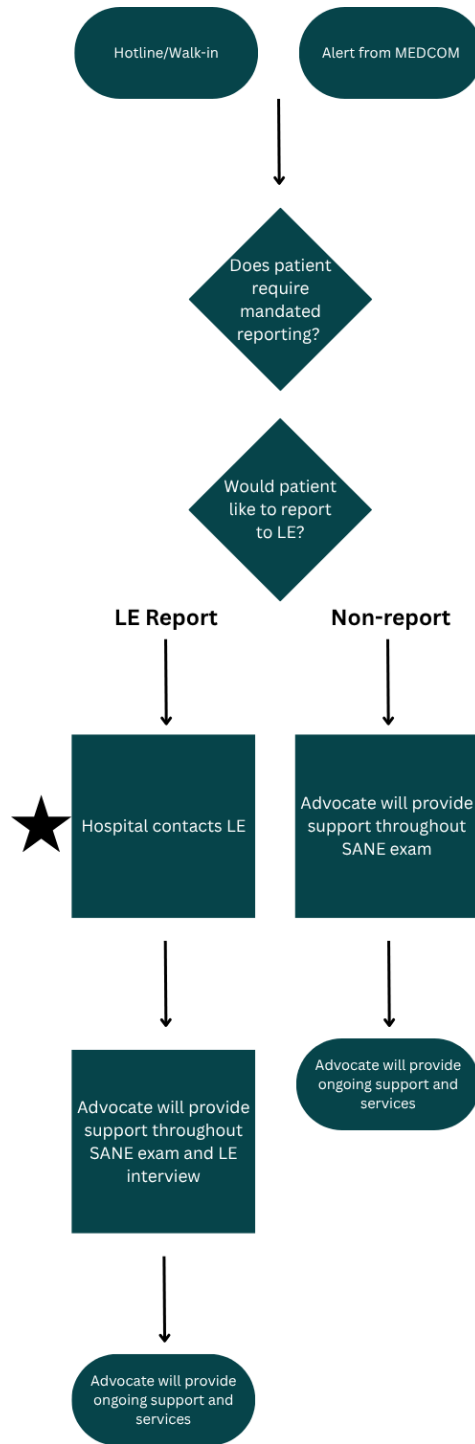 Hotline/Walk-in
Alert from MEDCOM
Does patient
require
mandated
reporting?
Would patient
like to report
to LE?
LE Report
Non-report
Hospital contacts LE
Advocate will provide
support throughout
SANE exam
Advocate will provide
support throughout
SANE exam and LE
interview
Advocate will provide
ongoing support and
services
Advocate will provide
ongoing support and
services